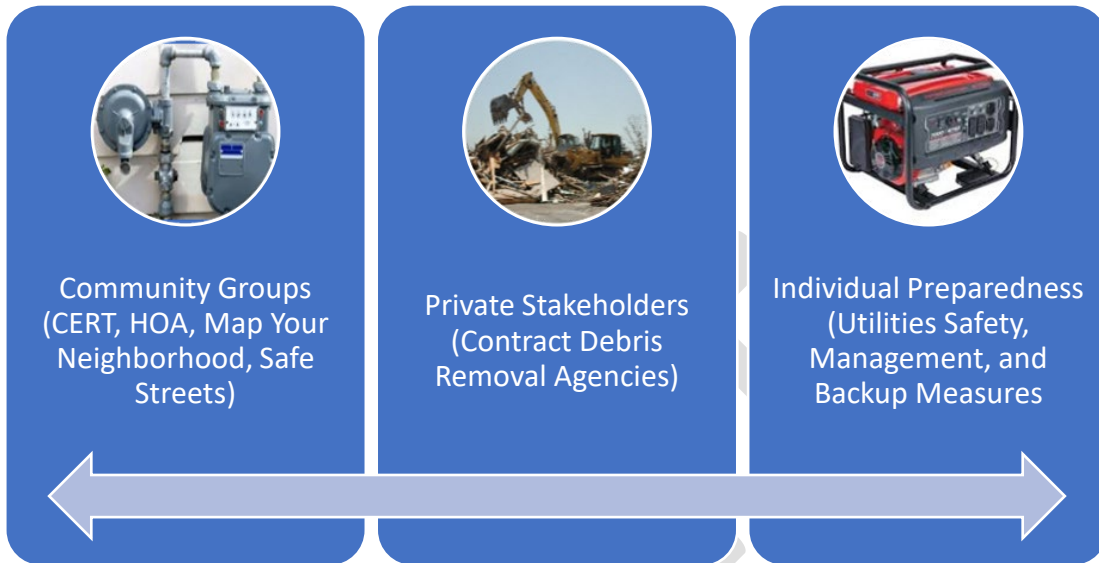 Community Groups
(CERT, HOA, Map Your
Neighborhood, Safe
Streets)
Private Stakeholders
(Contract Debris
Removal Agencies)
Individual Preparedness
(Utilities Safety,
Management, and
Backup Measures